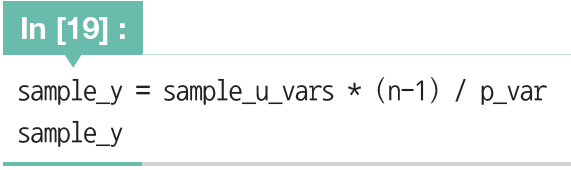 In [19] :
sample_y = sample_u_vars * (n-1) / p_var
sample_y